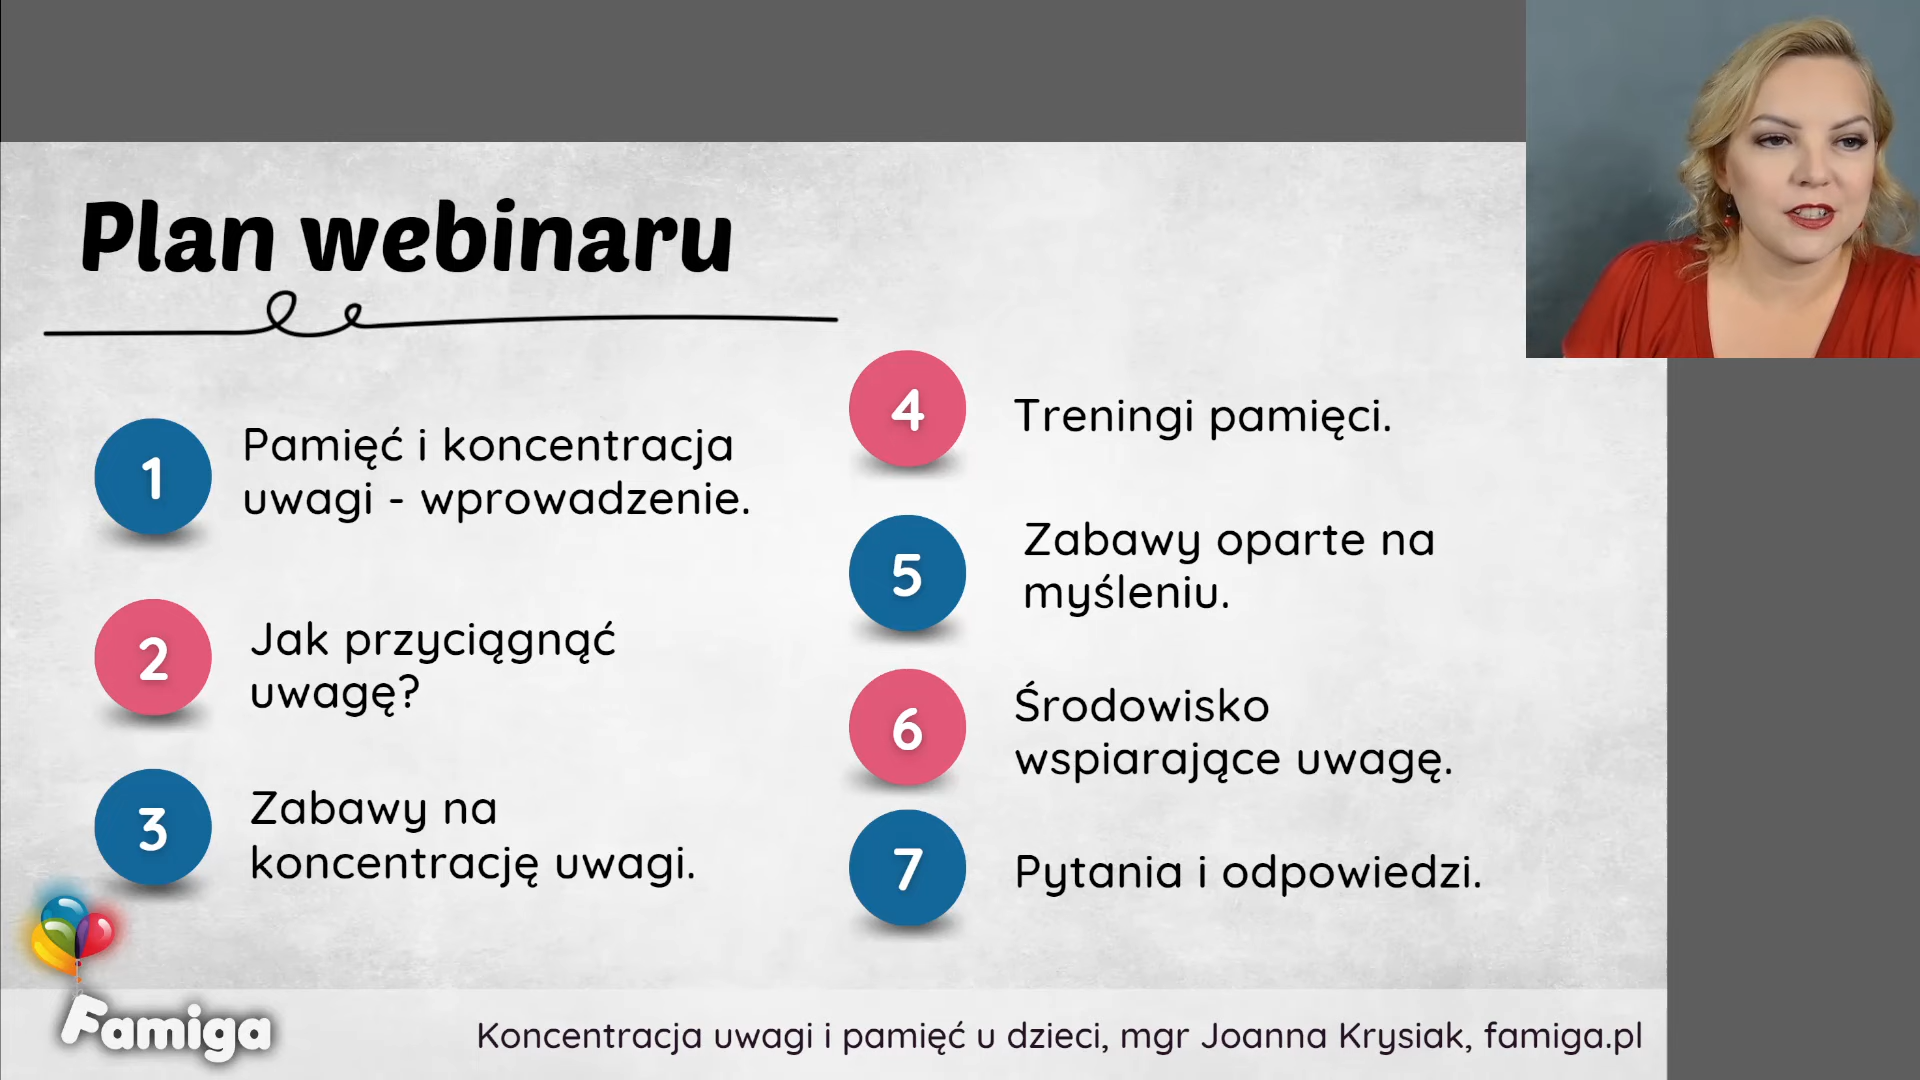 Plan webinaru
1
Pamięć i koncentracja
uwagi - wprowadzenie.
2
Jak przyciągnąć
uwagę?
3
Zabawy na
koncentrację uwagi.
4
Treningi pamięci.
5
Zabawy oparte na
myśleniu.
6
Środowisko
wspiarające uwagę.
7
Pytania i odpowiedzi.
Famiga
Koncentracja uwagi i pamięć u dzieci, mgr Joanna Krysiak, famiga.pl